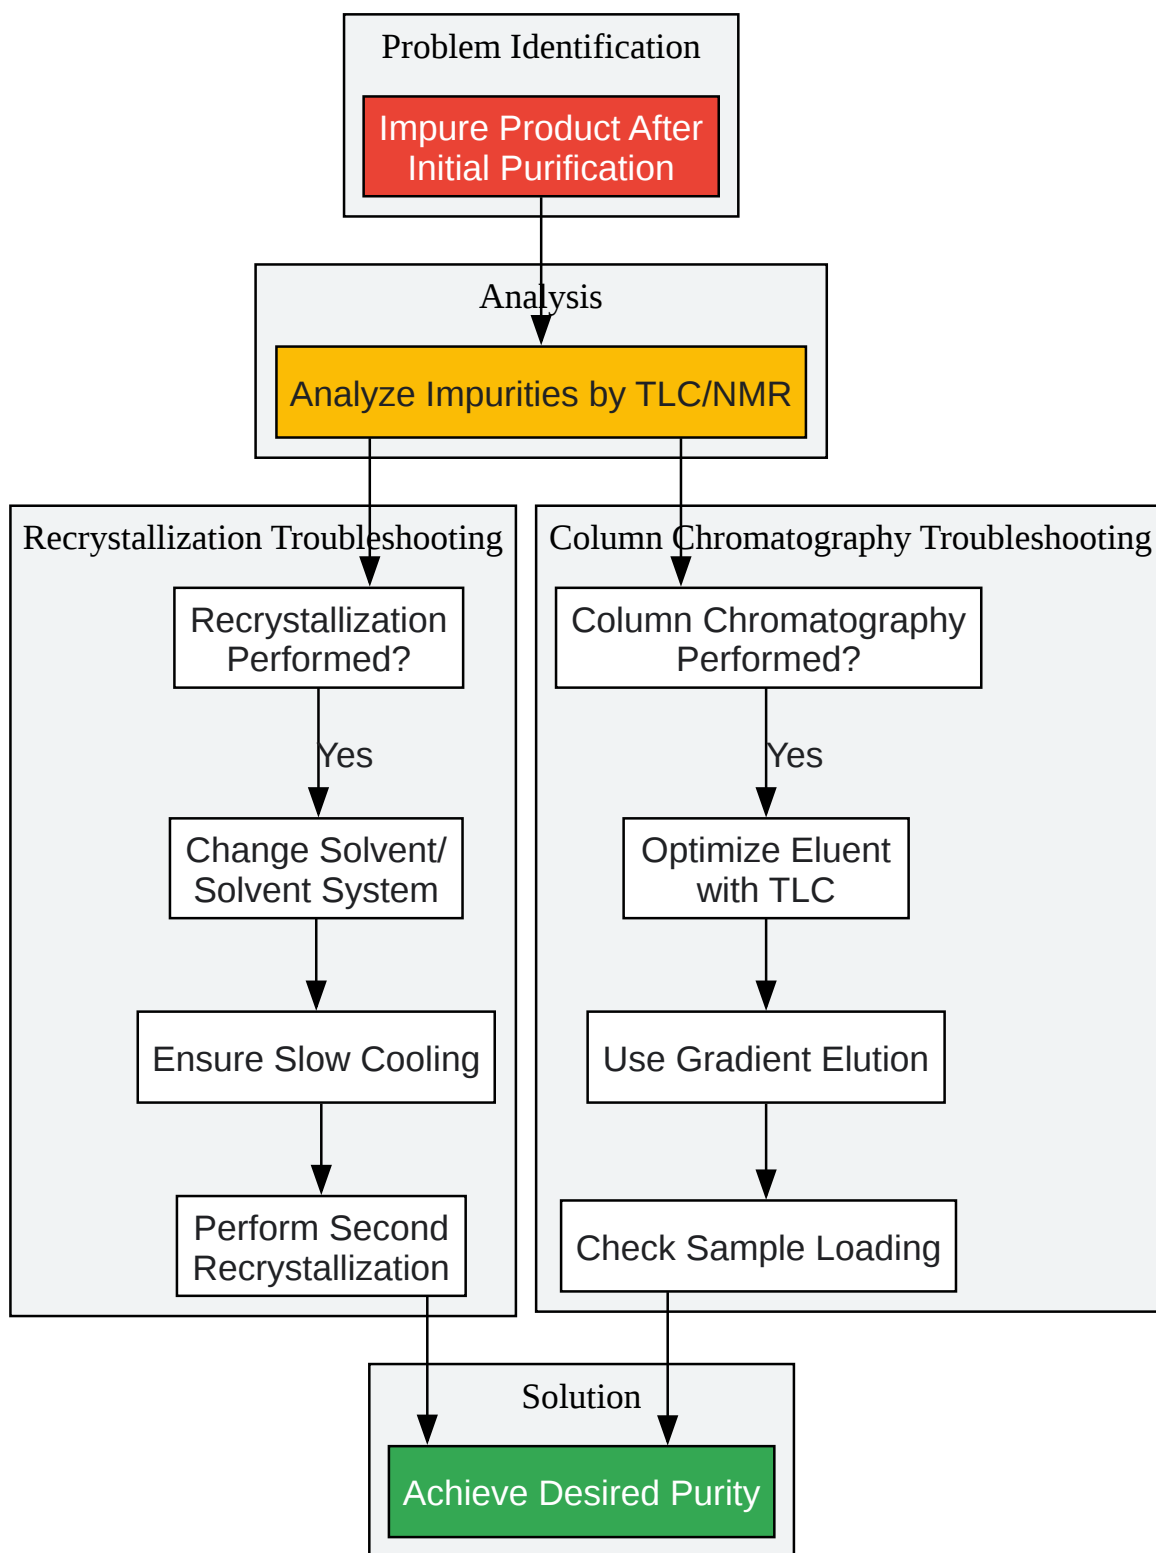 Problem Identification
Impure Product After
Initial Purification
Analysis
Analyze Impurities by TLC/NMR
Recrystallization Troubleshooting
Recrystallization
Performed?
Yes
Change Solvent/
Solvent System
Ensure Slow Cooling
Perform Second
Recrystallization
Column Chromatography Troubleshooting
Column Chromatography
Performed?
Yes
Optimize Eluent
with TLC
Use Gradient Elution
Check Sample Loading
Solution
Achieve Desired Purity